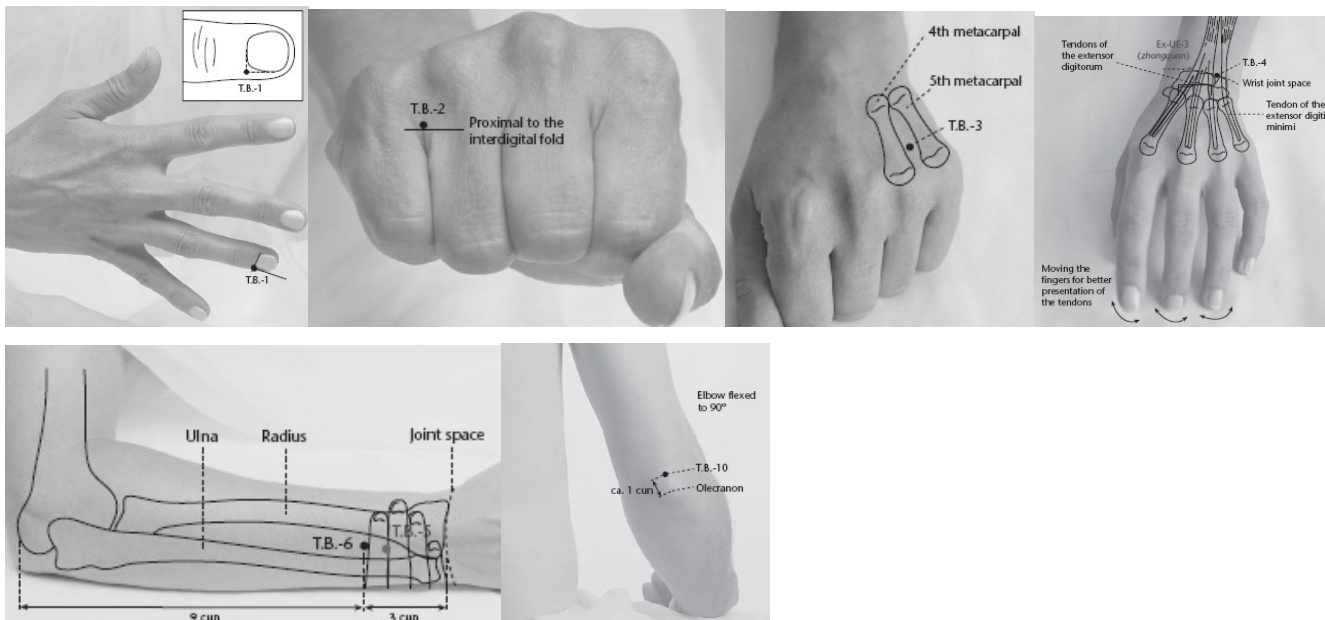 T.B.-1
T.B.-1
T.B.-2
Proximal to the
interdigital fold
4th metacarpal
5th metacarpal
T.B.-3
Tendons of
the extensor
digitorum
Ex-UE-3
(zhongquan)
T.B.-4
Wrist joint space
Tendon of the
extensor digiti
minimi
Moving the
fingers for better
presentation of
the tendons
Ulna
Radius
Joint space
T.B.-6
T.B.-5
9 cun
3 cun
Elbow flexed
to 90°
T.B.-10
ca. 1 cun
Olecranon